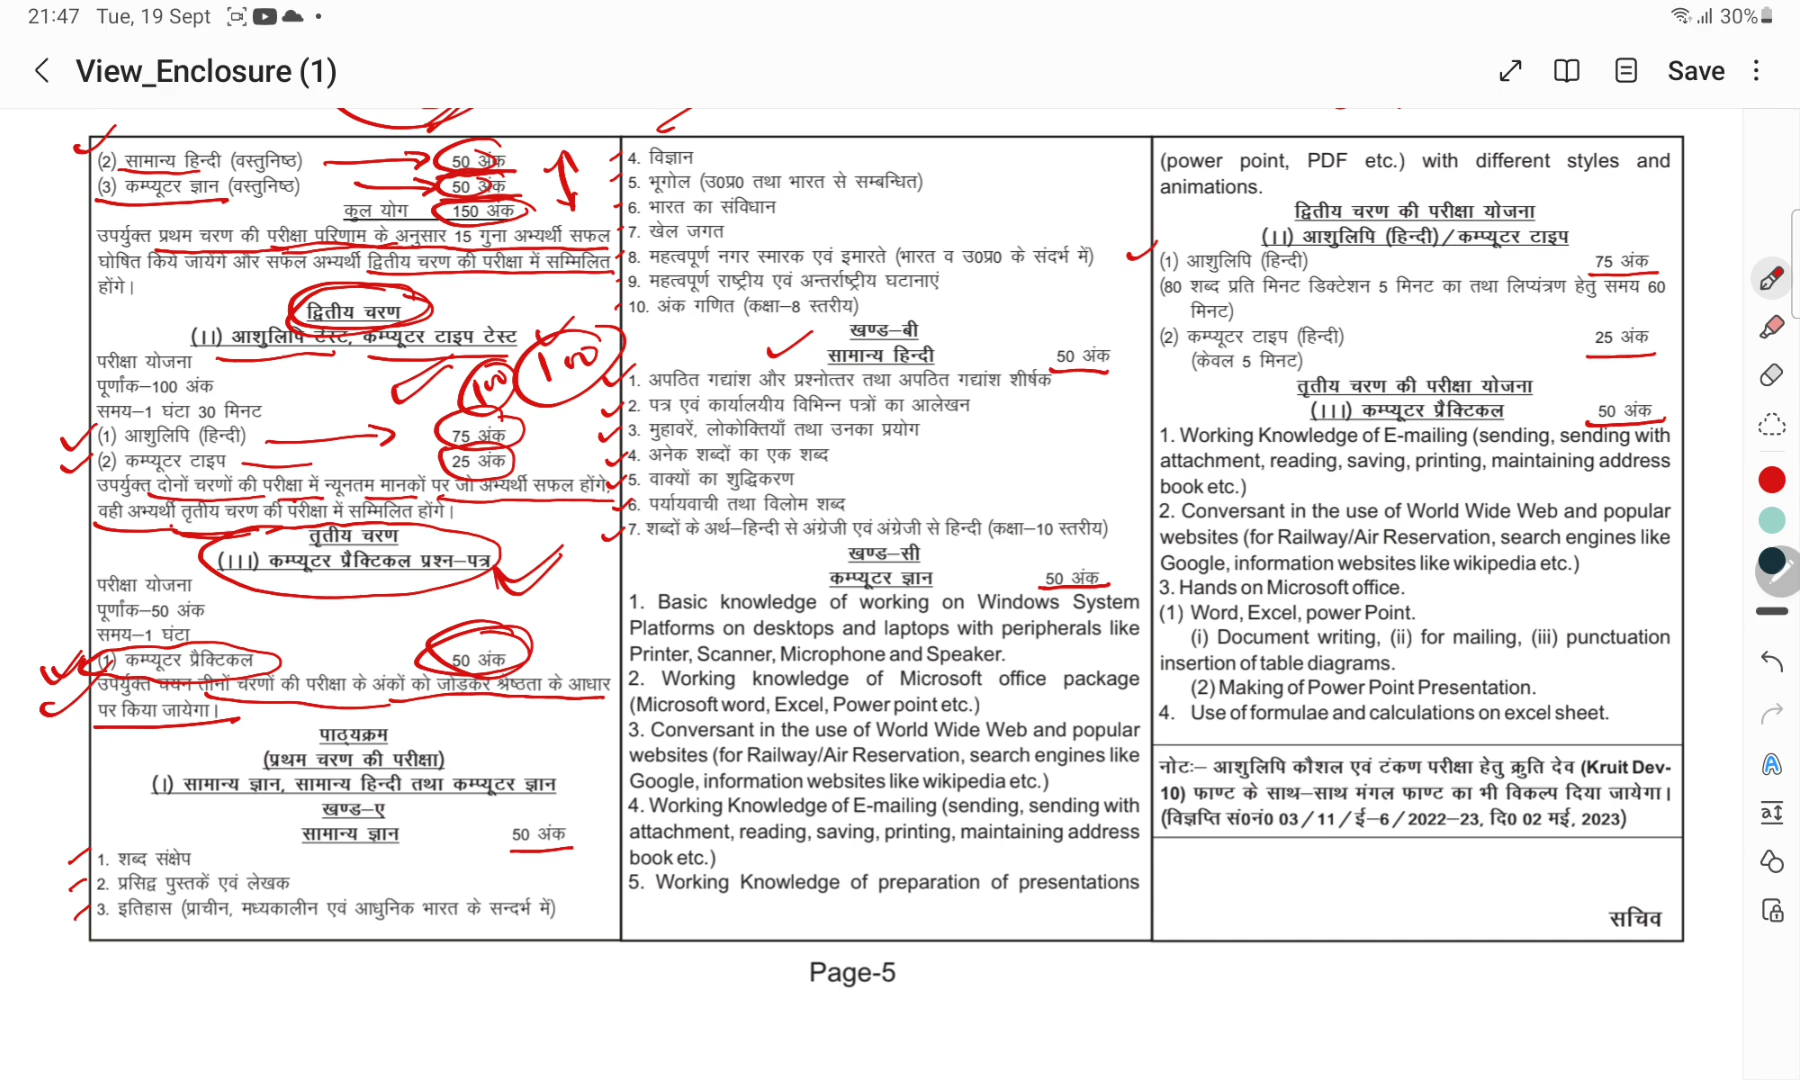 21:47 Tue, 19 Sept
30%
View_Enclosure (1)
Save
(2) सामान्य हिन्दी (वस्तुनिष्ठ) 50 अंक
(3) कम्प्यूटर ज्ञान (वस्तुनिष्ठ) 50 अंक
कुल योग 150 अंक
उपर्युक्त प्रथम चरण की परीक्षा परिणाम के अनुसार 15 गुना अभ्यर्थी सफल
घोषित किये जायेंगे और सफल अभ्यर्थी द्वितीय चरण की परीक्षा में सम्मिलित
होंगे।
द्वितीय चरण
(।।) आशुलिपि टेस्ट, कम्प्यूटर टाइप टेस्ट
परीक्षा योजना
पूर्णांक–100 अंक
100
100
समय–1 घंटा 30 मिनट
(1) आशुलिपि (हिन्दी) 75 अंक
(2) कम्प्यूटर टाइप 25 अंक
उपर्युक्त दोनों चरणों की परीक्षा में न्यूनतम मानकों पर जो अभ्यर्थी सफल होंगे,
वही अभ्यर्थी तृतीय चरण की परीक्षा में सम्मिलित होंगे।
तृतीय चरण
(।।।) कम्प्यूटर प्रैक्टिकल प्रश्न–पत्र
परीक्षा योजना
पूर्णांक–50 अंक
समय–1 घंटा
(1) कम्प्यूटर प्रैक्टिकल 50 अंक
उपर्युक्त चयन तीनों चरणों की परीक्षा के अंकों को जोड़कर श्रेष्ठता के आधार
पर किया जायेगा।
पाठ्यक्रम
(प्रथम चरण की परीक्षा)
(।) सामान्य ज्ञान, सामान्य हिन्दी तथा कम्प्यूटर ज्ञान
खण्ड–ए
सामान्य ज्ञान 50 अंक
1. शब्द संक्षेप
2. प्रसिद्व पुस्तकें एवं लेखक
3. इतिहास (प्राचीन, मध्यकालीन एवं आधुनिक भारत के सन्दर्भ में)
4. विज्ञान
5. भूगोल (उ0प्र0 तथा भारत से सम्बन्धित)
6. भारत का संविधान
7. खेल जगत
8. महत्वपूर्ण नगर स्मारक एवं इमारते (भारत व उ0प्र0 के संदर्भ में)
9. महत्वपूर्ण राष्ट्रीय एवं अन्तर्राष्ट्रीय घटानाएं
10. अंक गणित (कक्षा–8 स्तरीय)
खण्ड–बी
सामान्य हिन्दी 50 अंक
1. अपठित गद्यांश और प्रश्नोत्तर तथा अपठित गद्यांश शीर्षक
2. पत्र एवं कार्यालयीय विभिन्न पत्रों का आलेखन
3. मुहावरें, लोकोक्तियाँ तथा उनका प्रयोग
4. अनेक शब्दों का एक शब्द
5. वाक्यों का शुद्धिकरण
6. पर्यायवाची तथा विलोम शब्द
7. शब्दों के अर्थ–हिन्दी से अंग्रेजी एवं अंग्रेजी से हिन्दी (कक्षा–10 स्तरीय)
खण्ड–सी
कम्प्यूटर ज्ञान 50 अंक
1. Basic knowledge of working on Windows System
Platforms on desktops and laptops with peripherals like
Printer, Scanner, Microphone and Speaker.
2. Working knowledge of Microsoft office package
(Microsoft word, Excel, Power point etc.)
3. Conversant in the use of World Wide Web and popular
websites (for Railway/Air Reservation, search engines like
Google, information websites like wikipedia etc.)
4. Working Knowledge of E-mailing (sending, sending with
attachment, reading, saving, printing, maintaining address
book etc.)
5. Working Knowledge of preparation of presentations
(power point, PDF etc.) with different styles and
animations.
द्वितीय चरण की परीक्षा योजना
(।।) आशुलिपि (हिन्दी)/कम्प्यूटर टाइप
(1) आशुलिपि (हिन्दी) 75 अंक
(80 शब्द प्रति मिनट डिक्टेशन 5 मिनट का तथा लिप्यंत्रण हेतु समय 60
मिनट)
(2) कम्प्यूटर टाइप (हिन्दी) 25 अंक
(केवल 5 मिनट)
तृतीय चरण की परीक्षा योजना
(।।।) कम्प्यूटर प्रैक्टिकल 50 अंक
1. Working Knowledge of E-mailing (sending, sending with
attachment, reading, saving, printing, maintaining address
book etc.)
2. Conversant in the use of World Wide Web and popular
websites (for Railway/Air Reservation, search engines like
Google, information websites like wikipedia etc.)
3. Hands on Microsoft office.
(1) Word, Excel, power Point.
(i) Document writing, (ii) for mailing, (iii) punctuation
insertion of table diagrams.
(2) Making of Power Point Presentation.
4. Use of formulae and calculations on excel sheet.
नोटः– आशुलिपि कौशल एवं टंकण परीक्षा हेतु क्रुति देव (Kruit Dev-
10) फाण्ट के साथ–साथ मंगल फाण्ट का भी विकल्प दिया जायेगा।
(विज्ञप्ति सं0नं0 03/11/ई–6/2022–23, दि0 02 मई, 2023)
सचिव
Page-5